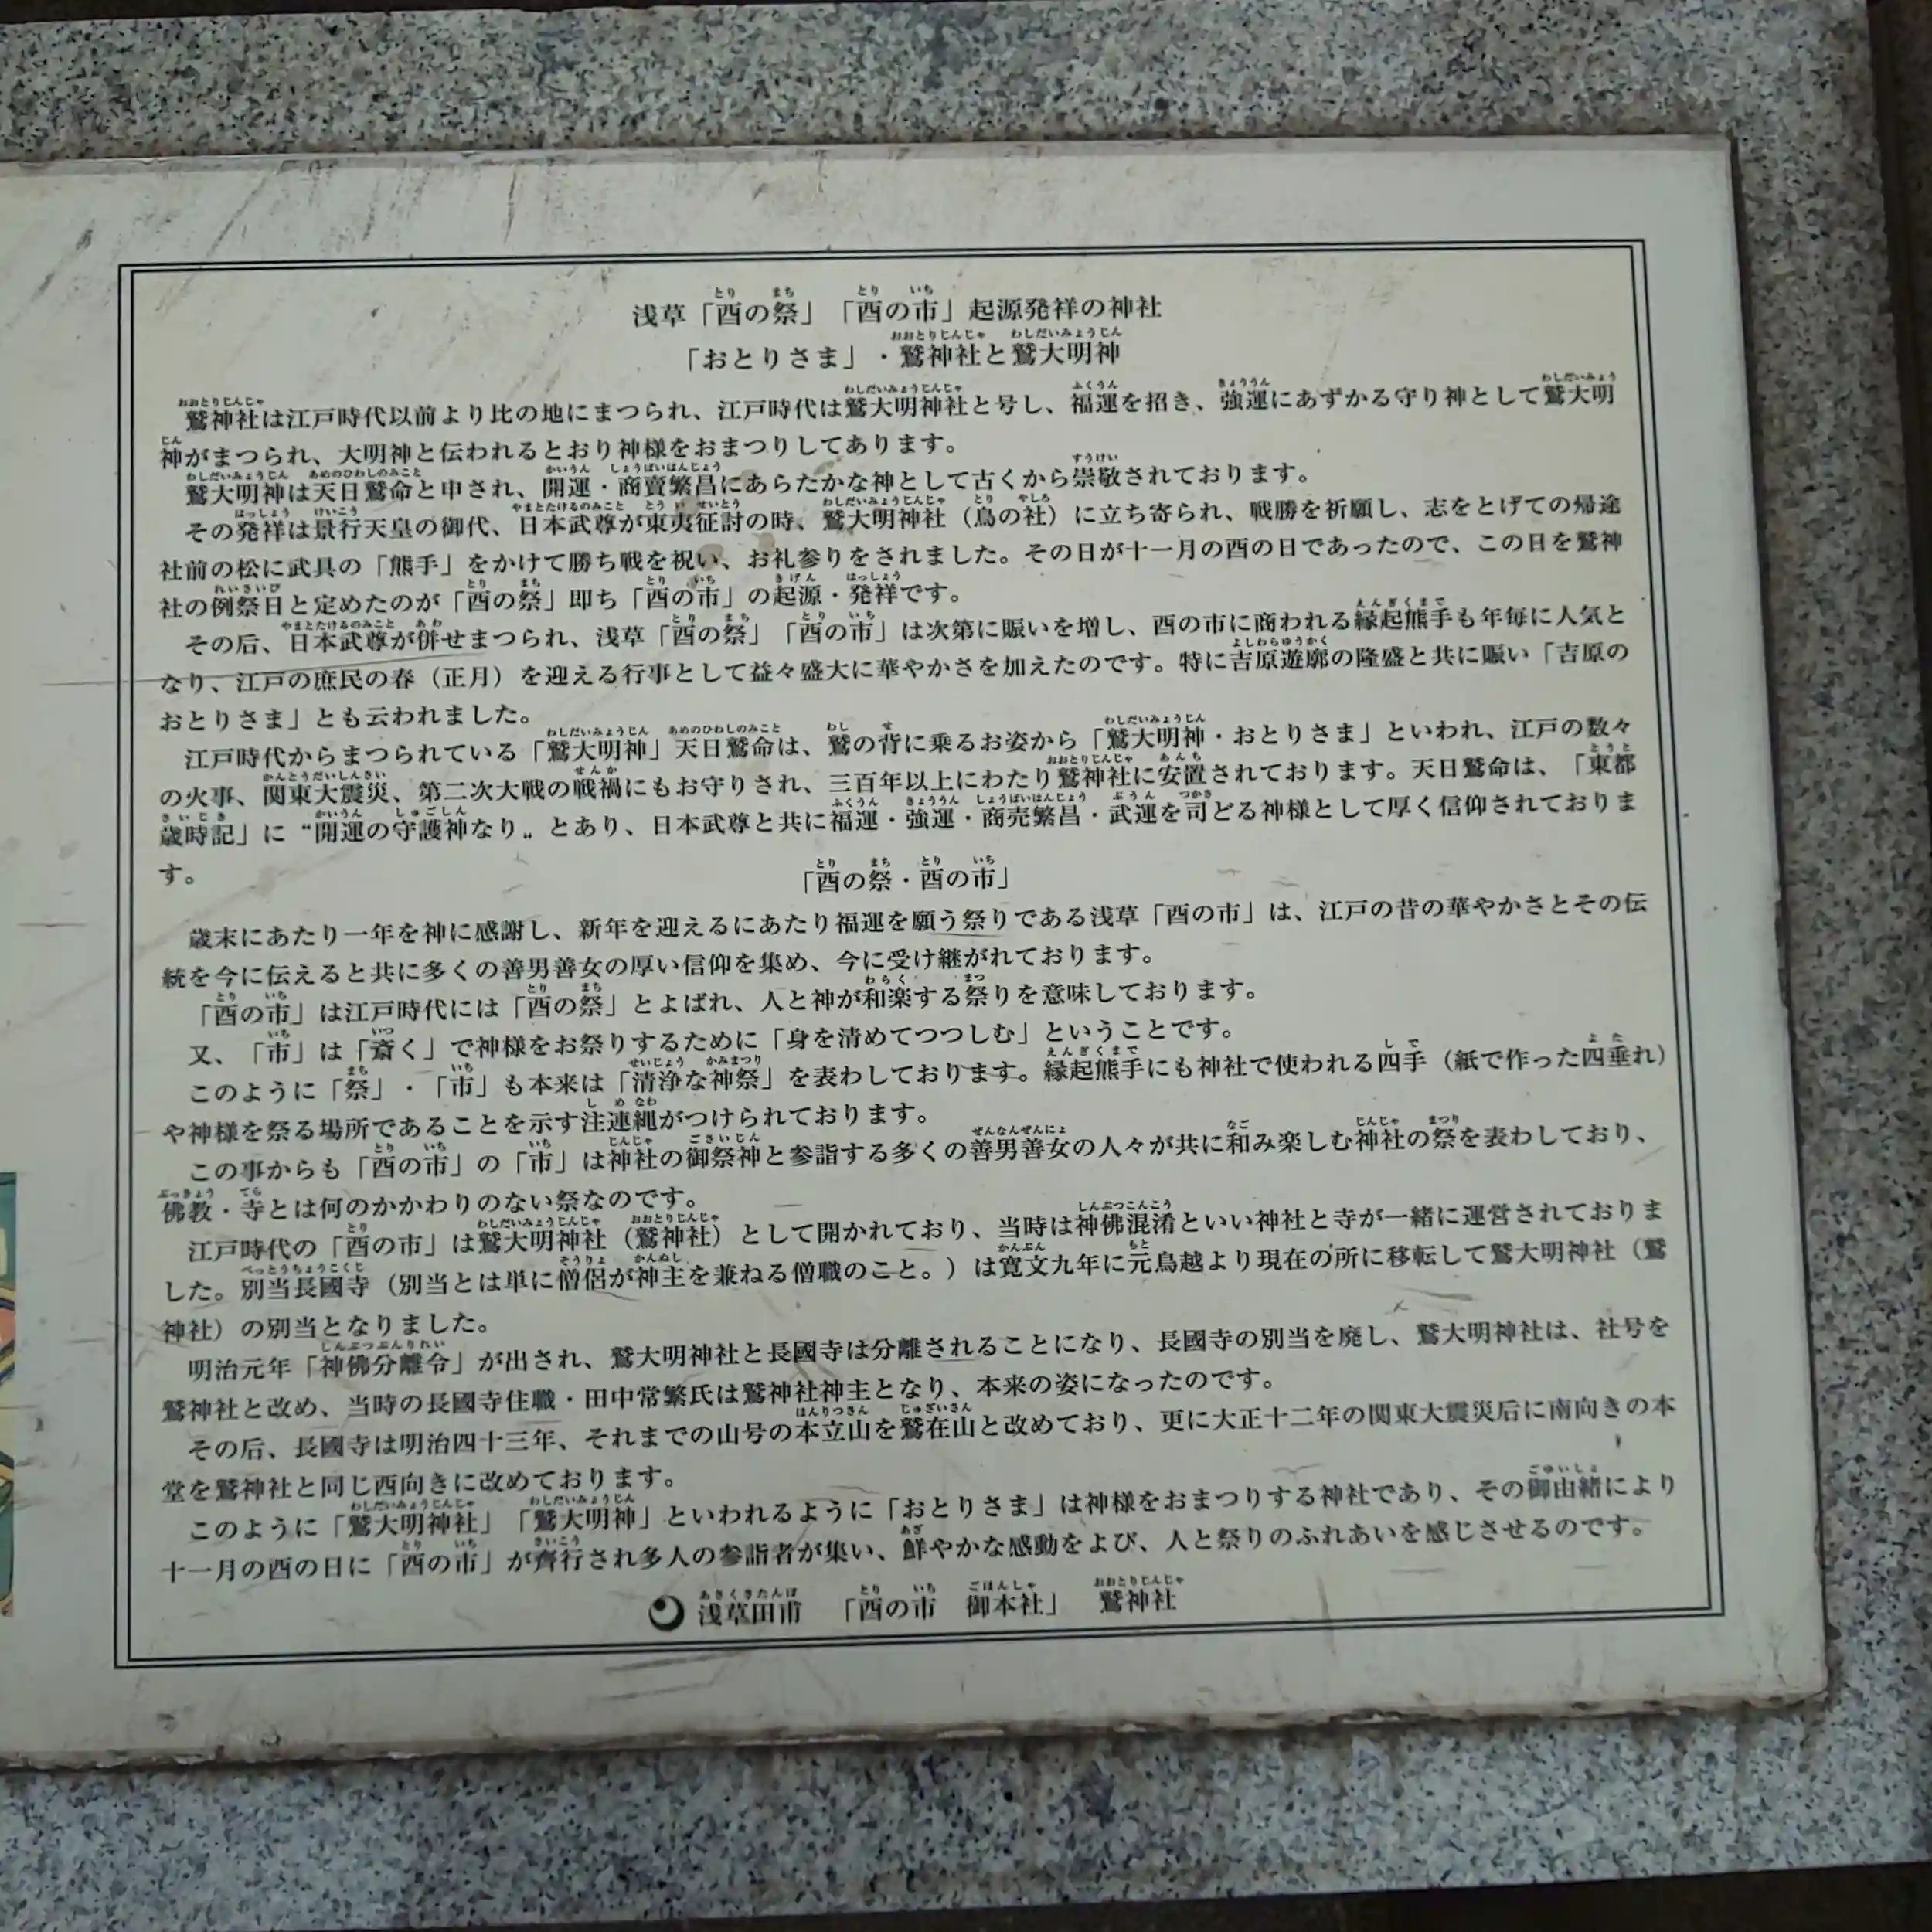 浅草「酉の祭」「酉の市」起源発祥の神社
「おとりさま」・鷲神社と鷲大明神
鷲神社は江戸時代以前より比の地にまつられ、江戸時代は鷲大明神社と号し、福運を招き、強運にあずかる守り神として鷲大明
神がまつられ、大明神と伝われるとおり神様をおまつりしてあります。
鷲大明神は天日鷲命と申され、開運・商賣繁昌にあらたかな神として古くから崇敬されております。
その発祥は景行天皇の御代、日本武尊が東夷征討の時、鷲大明神社（鳥の社）に立ち寄られ、戦勝を祈願し、志をとげての帰途
社前の松に武具の「熊手」をかけて勝ち戦を祝い、お礼参りをされました。その日が十一月の酉の日であったので、この日を鷲神
社の例祭日と定めたのが「酉の祭」即ち「酉の市」の起源・発祥です。
その后、日本武尊が併せまつられ、浅草「酉の祭」「酉の市」は次第に賑いを増し、酉の市に商われる縁起熊手も年毎に人気と
なり、江戸の庶民の春（正月）を迎える行事として益々盛大に華やかさを加えたのです。特に吉原遊廓の隆盛と共に賑い「吉原の
おとりさま」とも云われました。
江戸時代からまつられている「鷲大明神」天日鷲命は、鷲の背に乗るお姿から「鷲大明神・おとりさま」といわれ、江戸の数々
の火事、関東大震災、第二次大戦の戦禍にもお守りされ、三百年以上にわたり鷲神社に安置されております。天日鷲命は、「東都
歳時記」に“開運の守護神なり„とあり、日本武尊と共に福運・強運・商売繁昌・武運を司どる神様として厚く信仰されておりま
す。
「酉の祭・酉の市」
歳末にあたり一年を神に感謝し、新年を迎えるにあたり福運を願う祭りである浅草「酉の市」は、江戸の昔の華やかさとその伝
統を今に伝えると共に多くの善男善女の厚い信仰を集め、今に受け継がれております。
「酉の市」は江戸時代には「酉の祭」とよばれ、人と神が和楽する祭りを意味しております。
又、「市」は「斎く」で神様をお祭りするために「身を清めてつつしむ」ということです。
このように「祭」・「市」も本来は「清浄な神祭」を表わしております。縁起熊手にも神社で使われる四手（紙で作った四垂れ）
や神様を祭る場所であることを示す注連縄がつけられております。
この事からも「酉の市」の「市」は神社の御祭神と参詣する多くの善男善女の人々が共に和み楽しむ神社の祭を表わしており、
佛教・寺とは何のかかわりのない祭なのです。
江戸時代の「酉の市」は鷲大明神社（鷲神社）として開かれており、当時は神佛混淆といい神社と寺が一緒に運営されておりま
した。別当長國寺（別当とは単に僧侶が神主を兼ねる僧職のこと。）は寛文九年に元鳥越より現在の所に移転して鷲大明神社（鷲
神社）の別当となりました。
明治元年「神佛分離令」が出され、鷲大明神社と長國寺は分離されることになり、長國寺の別当を廃し、鷲大明神社は、社号を
鷲神社と改め、当時の長國寺住職・田中常繁氏は鷲神社神主となり、本来の姿になったのです。
その后、長國寺は明治四十三年、それまでの山号の本立山を鷲在山と改めており、更に大正十二年の関東大震災后に南向きの本
堂を鷲神社と同じ西向きに改めております。
このように「鷲大明神社」「鷲大明神」といわれるように「おとりさま」は神様をおまつりする神社であり、その御由緒により
十一月の酉の日に「酉の市」が齊行され多人の参詣者が集い、鮮やかな感動をよび、人と祭りのふれあいを感じさせるのです。
浅草田甫　「酉の市　御本社」　鷲神社